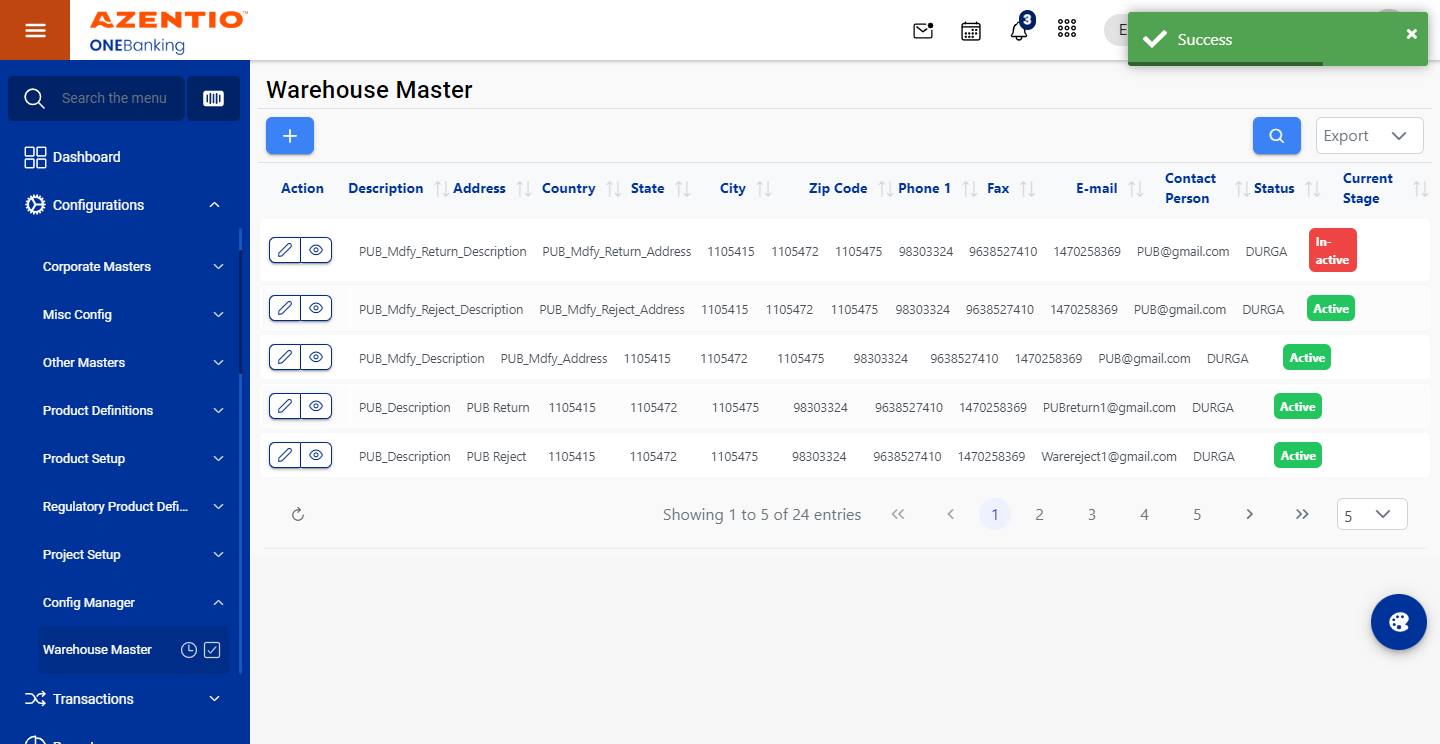 AZENTIO™
ONEBanking
3
E
Success
Search the menu
Dashboard
Configurations
Corporate Masters
Misc Config
Other Masters
Product Definitions
Product Setup
Regulatory Product Defi...
Project Setup
Config Manager
Warehouse Master
Transactions
Warehouse Master
Export
Action Description Address Country State City Zip Code Phone 1 Fax E-mail Contact Person Status Current Stage
PUB_Mdfy_Return_Description PUB_Mdfy_Return_Address 1105415 1105472 1105475 98303324 9638527410 1470258369 PUB@gmail.com DURGA In-active
PUB_Mdfy_Reject_Description PUB_Mdfy_Reject_Address 1105415 1105472 1105475 98303324 9638527410 1470258369 PUB@gmail.com DURGA Active
PUB_Mdfy_Description PUB_Mdfy_Address 1105415 1105472 1105475 98303324 9638527410 1470258369 PUB@gmail.com DURGA Active
PUB_Description PUB Return 1105415 1105472 1105475 98303324 9638527410 1470258369 PUBreturn1@gmail.com DURGA Active
PUB_Description PUB Reject 1105415 1105472 1105475 98303324 9638527410 1470258369 Warereject1@gmail.com DURGA Active
Showing 1 to 5 of 24 entries 1 2 3 4 5 5